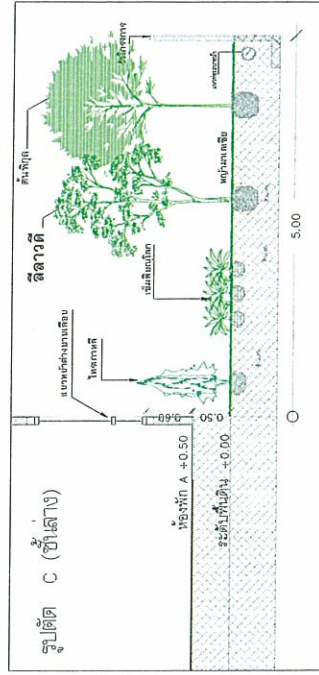 รูปตัด C (ชั้นล่าง)
แนวหน้าต่างบานเลื่อน
ลีลาวดี
ต้นพิกุล
ไทรเกาหลี
เข็มพิษณุโลก
หญ้ามาเลเซีย
ห้องพัก A +0.50
ระดับพื้นดิน +0.00
0.60
0.50
5.00